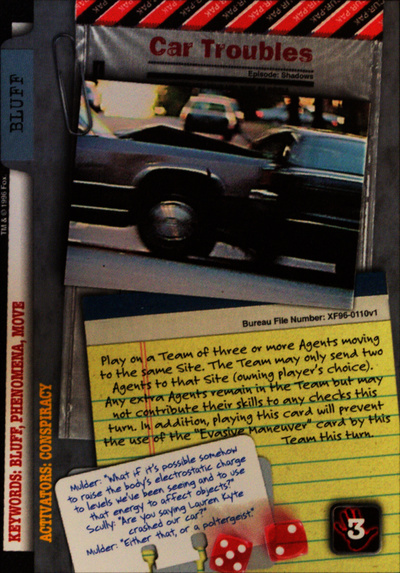 Car Troubles
Episode: Shadows
BLUFF
TM & © 1996 Fox
KEYWORDS: BLUFF, PHENOMENA, MOVE
ACTIVATORS: CONSPIRACY
Bureau File Number: XF96-0110v1
Play on a Team of three or more Agents moving
to the same Site. The Team may only send two
Agents to that Site (owning player's choice).
Any extra Agents remain in the Team but may
not contribute their skills to any checks this
turn. In addition, playing this card will prevent
the use of the "Evasive Maneuver" card by this
Team this turn.
Mulder: "What if it's possible somehow
to raise the body's electrostatic charge
to levels we've been seeing and to use
that energy to affect objects?"
Scully: "Are you saying Lauren Kyte
crashed our car?"
Mulder: "Either that, or a poltergeist."
3